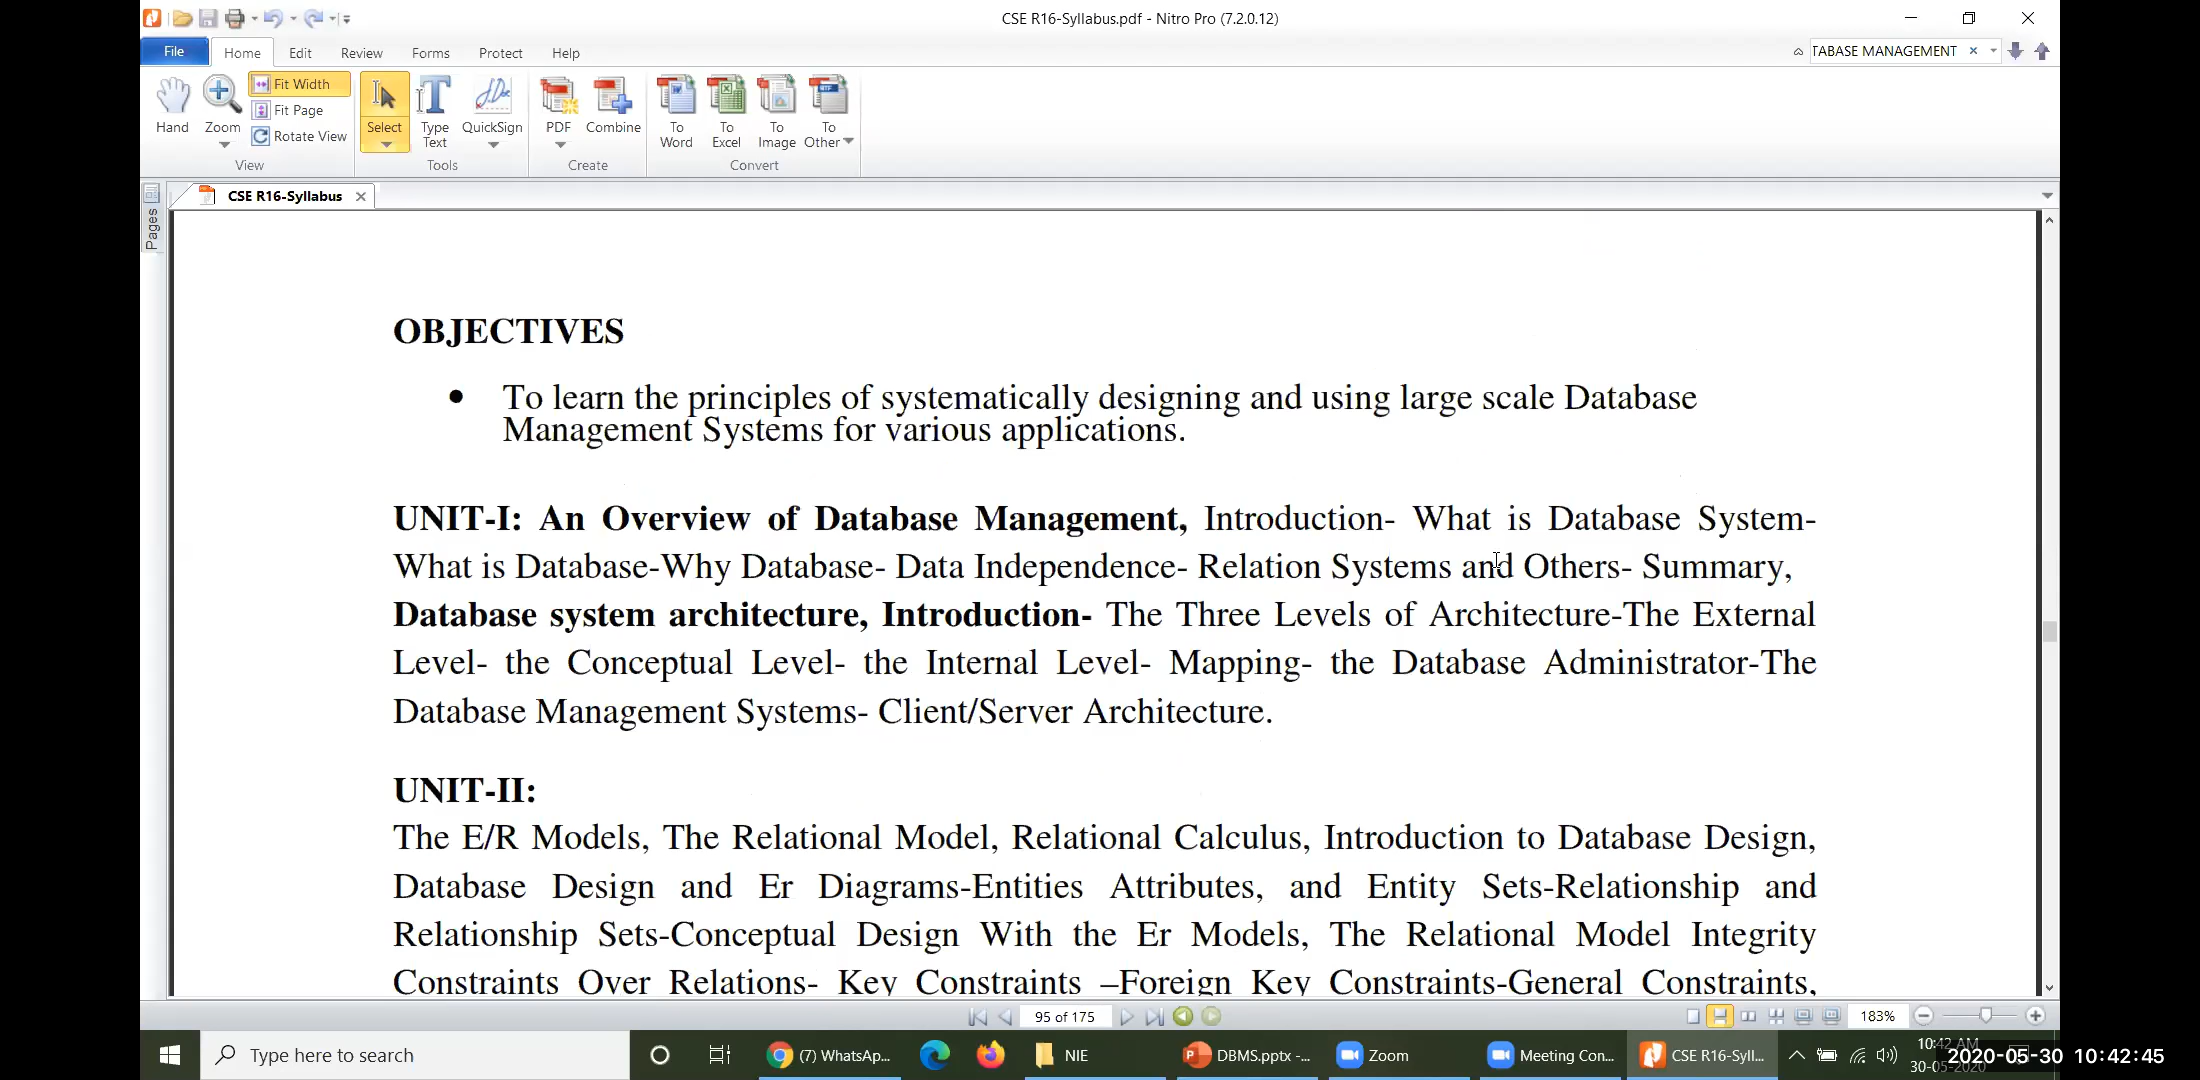 CSE R16-Syllabus.pdf - Nitro Pro (7.2.0.12)
File Home Edit Review Forms Protect Help
TABASE MANAGEMENT
Hand
Zoom
Fit Width
Fit Page
Rotate View
View
Select
Type Text
QuickSign
Tools
PDF
Combine
Create
To Word
To Excel
To Image
To Other
Convert
Pages
CSE R16-Syllabus
OBJECTIVES
• To learn the principles of systematically designing and using large scale Database
Management Systems for various applications.
UNIT-I: An Overview of Database Management, Introduction- What is Database System-
What is Database-Why Database- Data Independence- Relation Systems and Others- Summary,
Database system architecture, Introduction- The Three Levels of Architecture-The External
Level- the Conceptual Level- the Internal Level- Mapping- the Database Administrator-The
Database Management Systems- Client/Server Architecture.
UNIT-II:
The E/R Models, The Relational Model, Relational Calculus, Introduction to Database Design,
Database Design and Er Diagrams-Entities Attributes, and Entity Sets-Relationship and
Relationship Sets-Conceptual Design With the Er Models, The Relational Model Integrity
Constraints Over Relations- Key Constraints –Foreign Key Constraints-General Constraints,
95 of 175
183%
Type here to search
(7) WhatsAp...
NIE
DBMS.pptx -...
Zoom
Meeting Con...
CSE R16-Syll...
10:42 AM
30-05-2020
2020-05-30 10:42:45